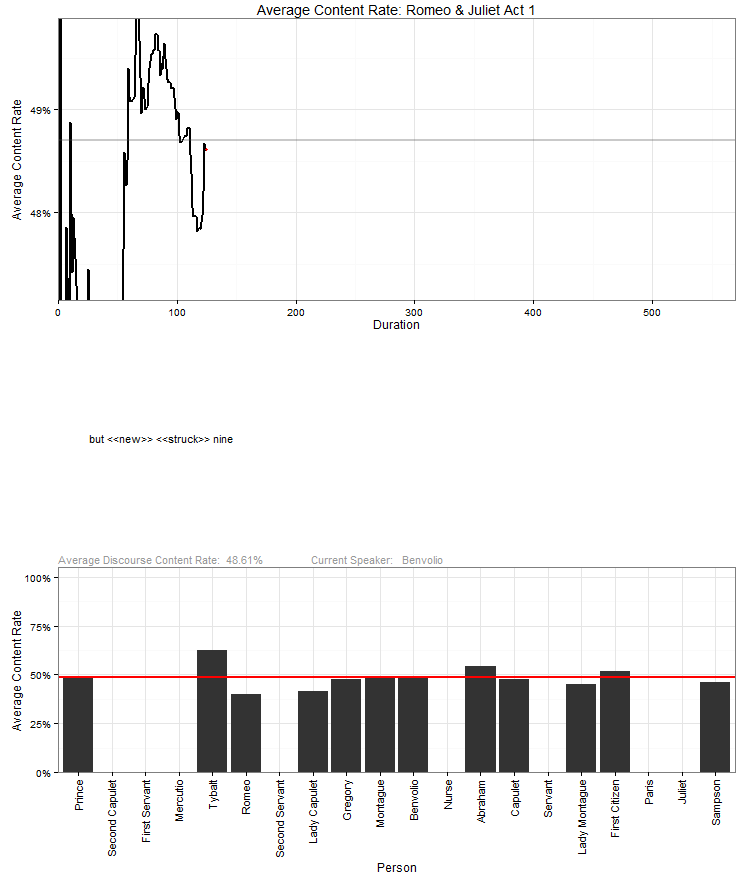 Average Content Rate: Romeo & Juliet Act 1
Average Content Rate
49%
48%
0 100 200 300 400 500
Duration
but <<new>> <<struck>> nine
Average Discourse Content Rate: 48.61% Current Speaker: Benvolio
Average Content Rate
100%
75%
50%
25%
0%
Prince
Second Capulet
First Servant
Mercutio
Tybalt
Romeo
Second Servant
Lady Capulet
Gregory
Montague
Benvolio
Nurse
Abraham
Capulet
Servant
Lady Montague
First Citizen
Paris
Juliet
Sampson
Person